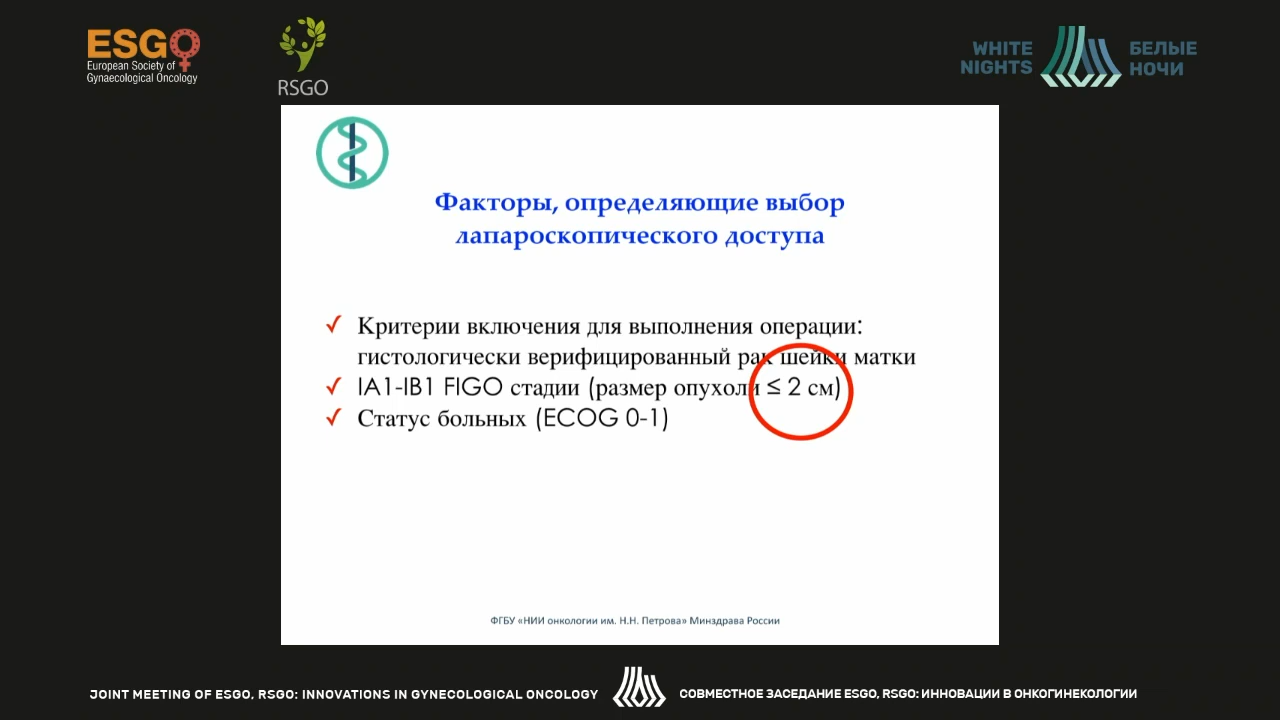 ESGO
European Society of
Gynaecological Oncology
RSGO
WHITE
NIGHTS
БЕЛЫЕ
НОЧИ
Факторы, определяющие выбор
лапароскопического доступа
✓ Критерии включения для выполнения операции:
гистологически верифицированный рак шейки матки
✓ IA1-IB1 FIGO стадии (размер опухоли ≤ 2 см)
✓ Статус больных (ECOG 0-1)
ФГБУ «НИИ онкологии им. Н.Н. Петрова» Минздрава России
JOINT MEETING OF ESGO, RSGO: INNOVATIONS IN GYNECOLOGICAL ONCOLOGY
СОВМЕСТНОЕ ЗАСЕДАНИЕ ESGO, RSGO: ИННОВАЦИИ В ОНКОГИНЕКОЛОГИИ